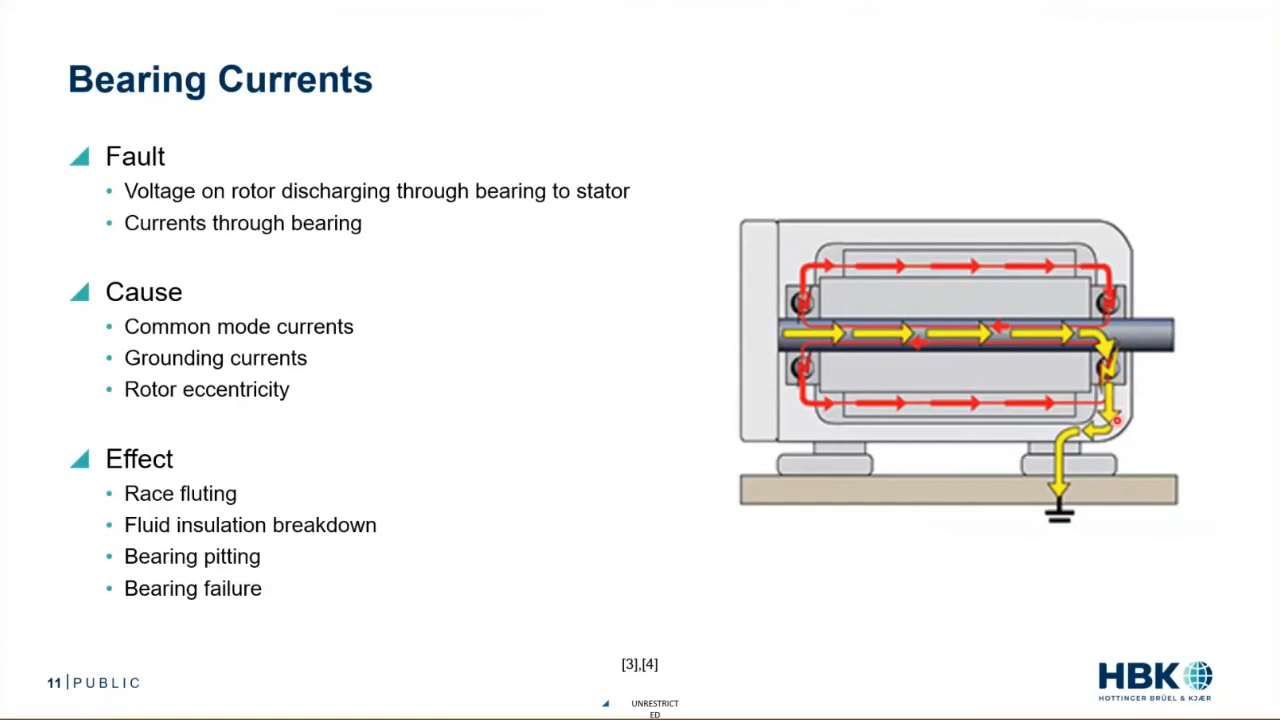 Bearing Currents
Fault
• Voltage on rotor discharging through bearing to stator
• Currents through bearing
Cause
• Common mode currents
• Grounding currents
• Rotor eccentricity
Effect
• Race fluting
• Fluid insulation breakdown
• Bearing pitting
• Bearing failure
[3],[4]
11 | PUBLIC
HBK
HOTTINGER BRÜEL & KJÆR
UNRESTRICT
ED